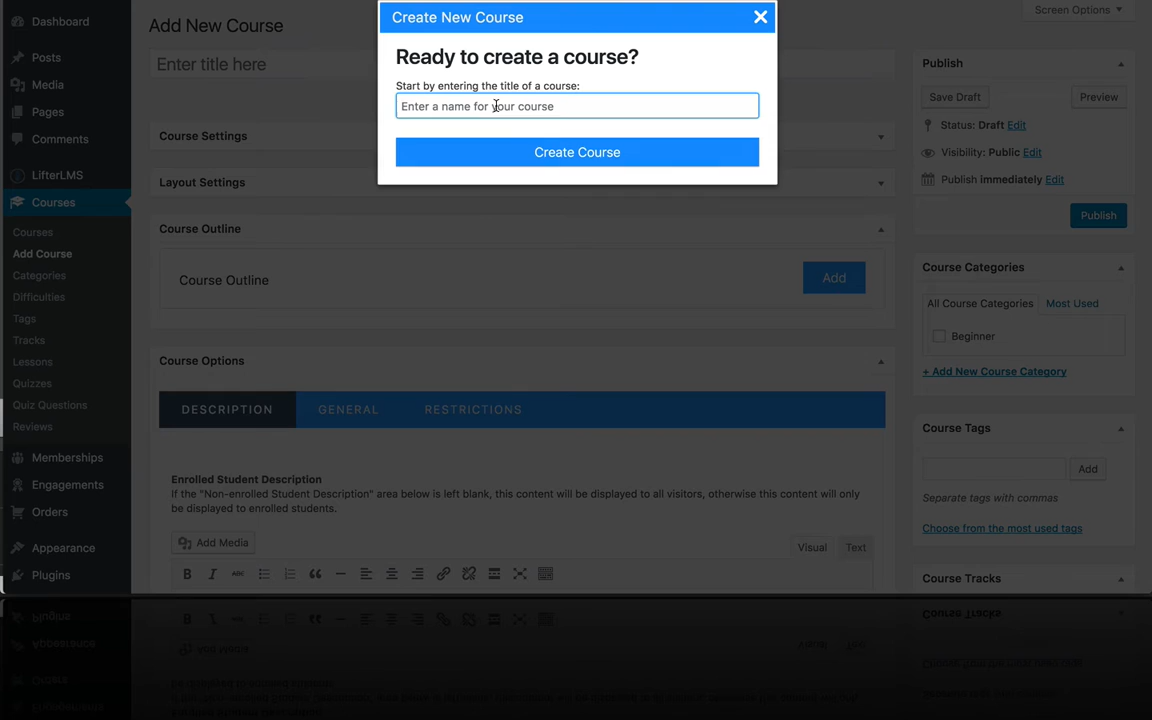 Dashboard
Posts
Media
Pages
Comments
LifterLMS
Courses
Courses
Add Course
Categories
Difficulties
Tags
Tracks
Lessons
Quizzes
Quiz Questions
Reviews
Memberships
Engagements
Orders
Appearance
Plugins
Screen Options
Add New Course
Enter title here
Create New Course
Ready to create a course?
Start by entering the title of a course:
Enter a name for your course
Create Course
Course Settings
Layout Settings
Course Outline
Course Outline
Add
Course Options
DESCRIPTION GENERAL RESTRICTIONS
Enrolled Student Description
If the "Non-enrolled Student Description" area below is left blank, this content will be displayed to all visitors, otherwise this content will only
be displayed to enrolled students.
Add Media
Visual Text
B I ABC
Publish
Save Draft Preview
Status: Draft Edit
Visibility: Public Edit
Publish immediately Edit
Publish
Course Categories
All Course Categories Most Used
Beginner
+ Add New Course Category
Course Tags
Add
Separate tags with commas
Choose from the most used tags
Course Tracks